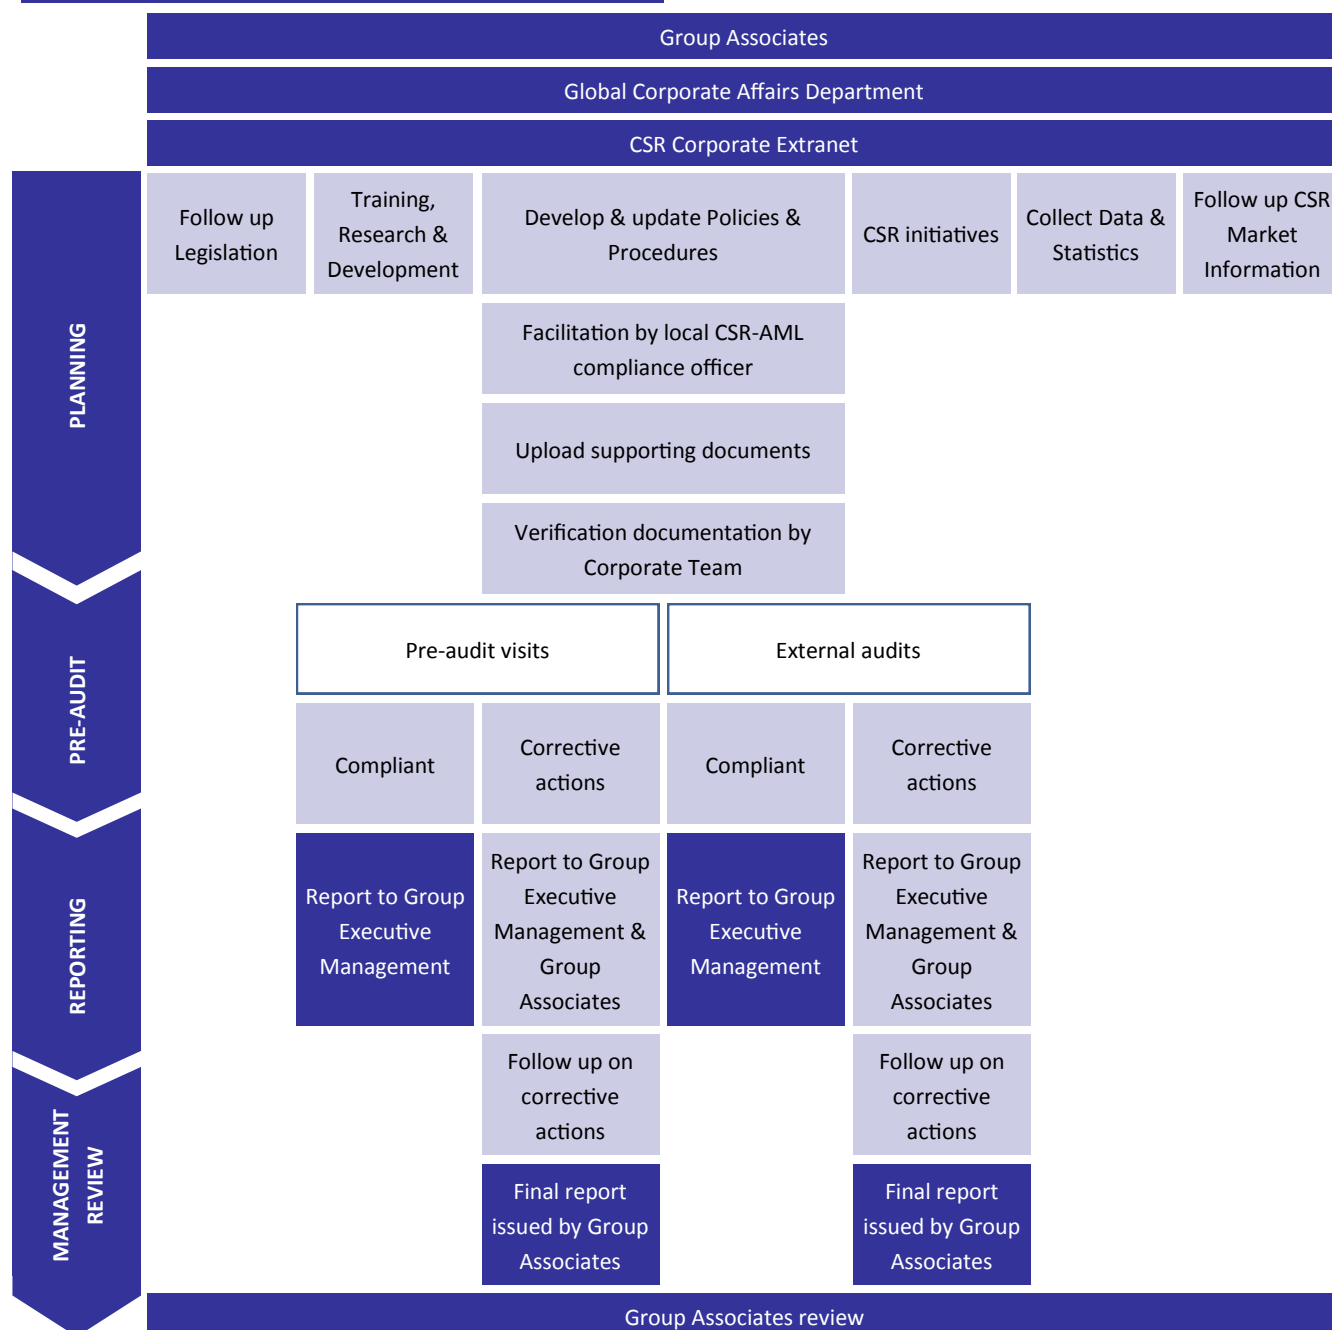 Group Associates
Global Corporate Affairs Department
CSR Corporate Extranet
PLANNING
Follow up
Legislation
Training,
Research &
Development
Develop & update Policies &
Procedures
CSR initiatives
Collect Data &
Statistics
Follow up CSR
Market
Information
Facilitation by local CSR-AML
compliance officer
Upload supporting documents
Verification documentation by
Corporate Team
PRE-AUDIT
Pre-audit visits
External audits
Compliant
Corrective
actions
Compliant
Corrective
actions
REPORTING
Report to Group
Executive
Management
Report to Group
Executive
Management &
Group
Associates
Report to Group
Executive
Management
Report to Group
Executive
Management &
Group
Associates
MANAGEMENT
REVIEW
Follow up on
corrective
actions
Follow up on
corrective
actions
Final report
issued by Group
Associates
Final report
issued by Group
Associates
Group Associates review